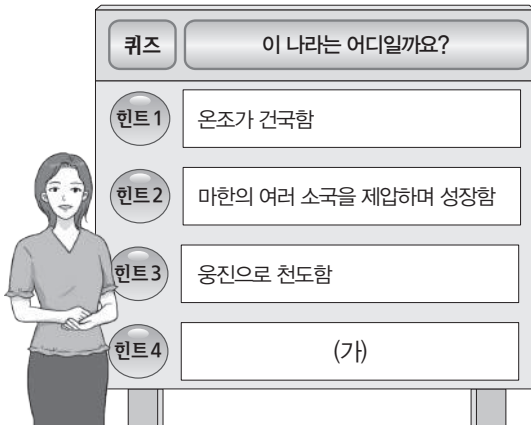 퀴즈
이 나라는 어디일까요?
힌트1
온조가 건국함
힌트2
마한의 여러 소국을 제압하며 성장함
힌트3
웅진으로 천도함
힌트4
(가)